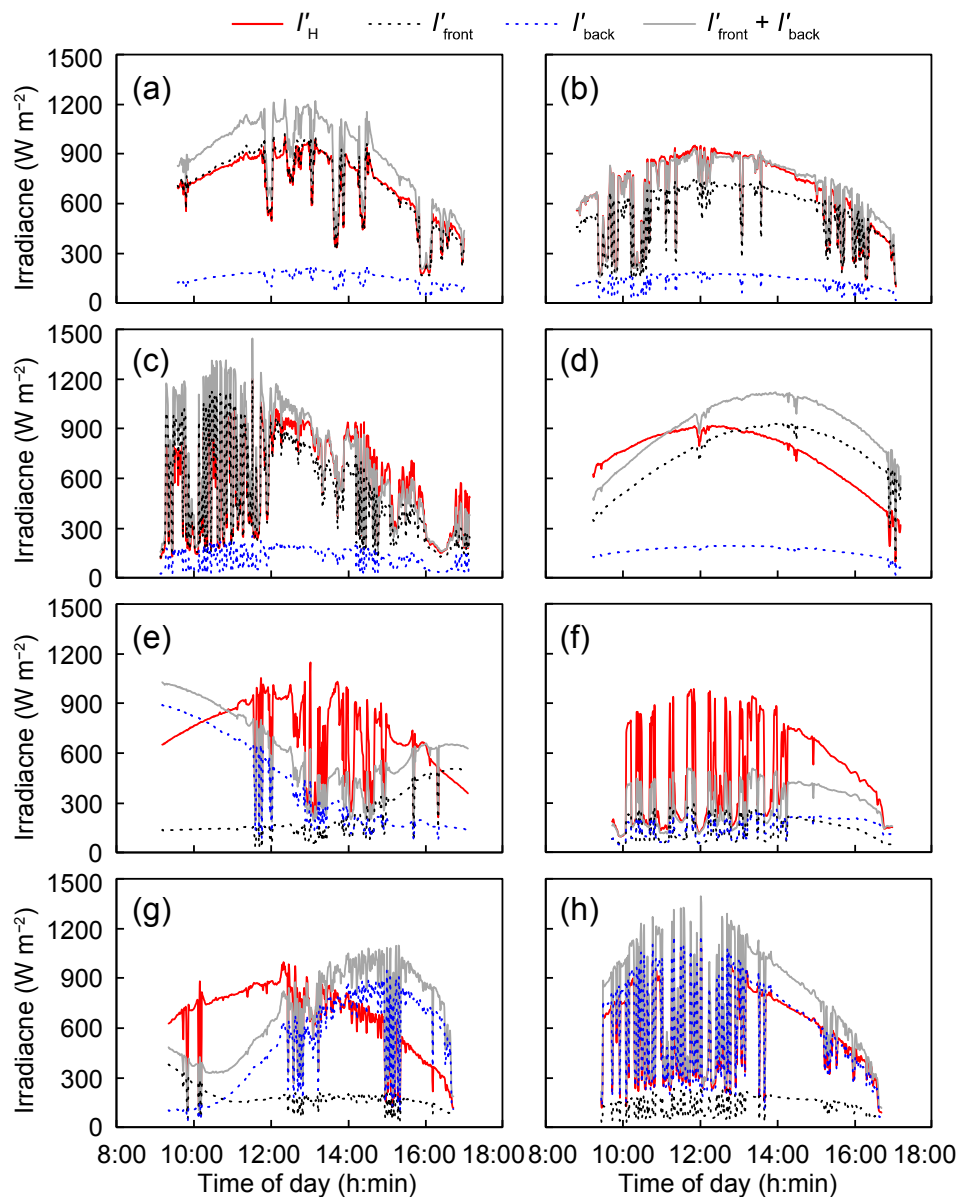 I′H I′front I′back I′front + I′back
1500
1200
900
600
300
0
Irradiacne (W m−2)
(a)
(b)
1500
1200
900
600
300
0
Irradiacne (W m−2)
(c)
(d)
1500
1200
900
600
300
0
Irradiacne (W m−2)
(e)
(f)
1500
1200
900
600
300
0
Irradiacne (W m−2)
(g)
(h)
8:00 10:00 12:00 14:00 16:00 18:00
8:00 10:00 12:00 14:00 16:00 18:00
Time of day (h:min)
Time of day (h:min)